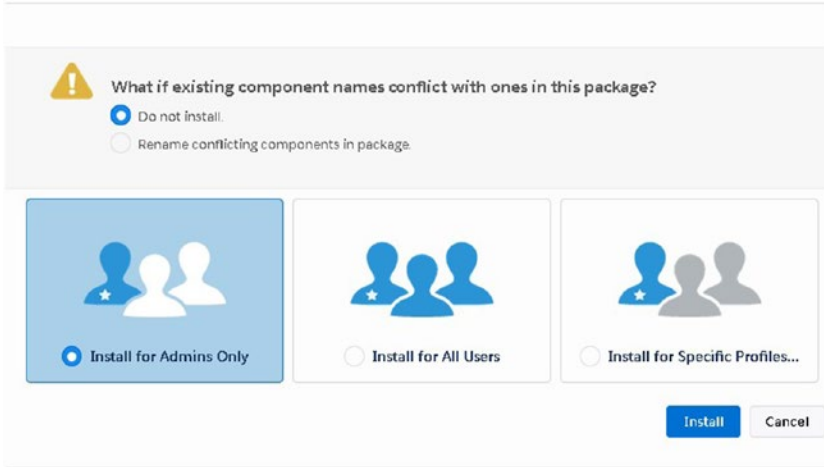 What if existing component names conflict with ones in this package?
Do not install.
Rename conflicting components in package.
Install for Admins Only
Install for All Users
Install for Specific Profiles...
Install
Cancel